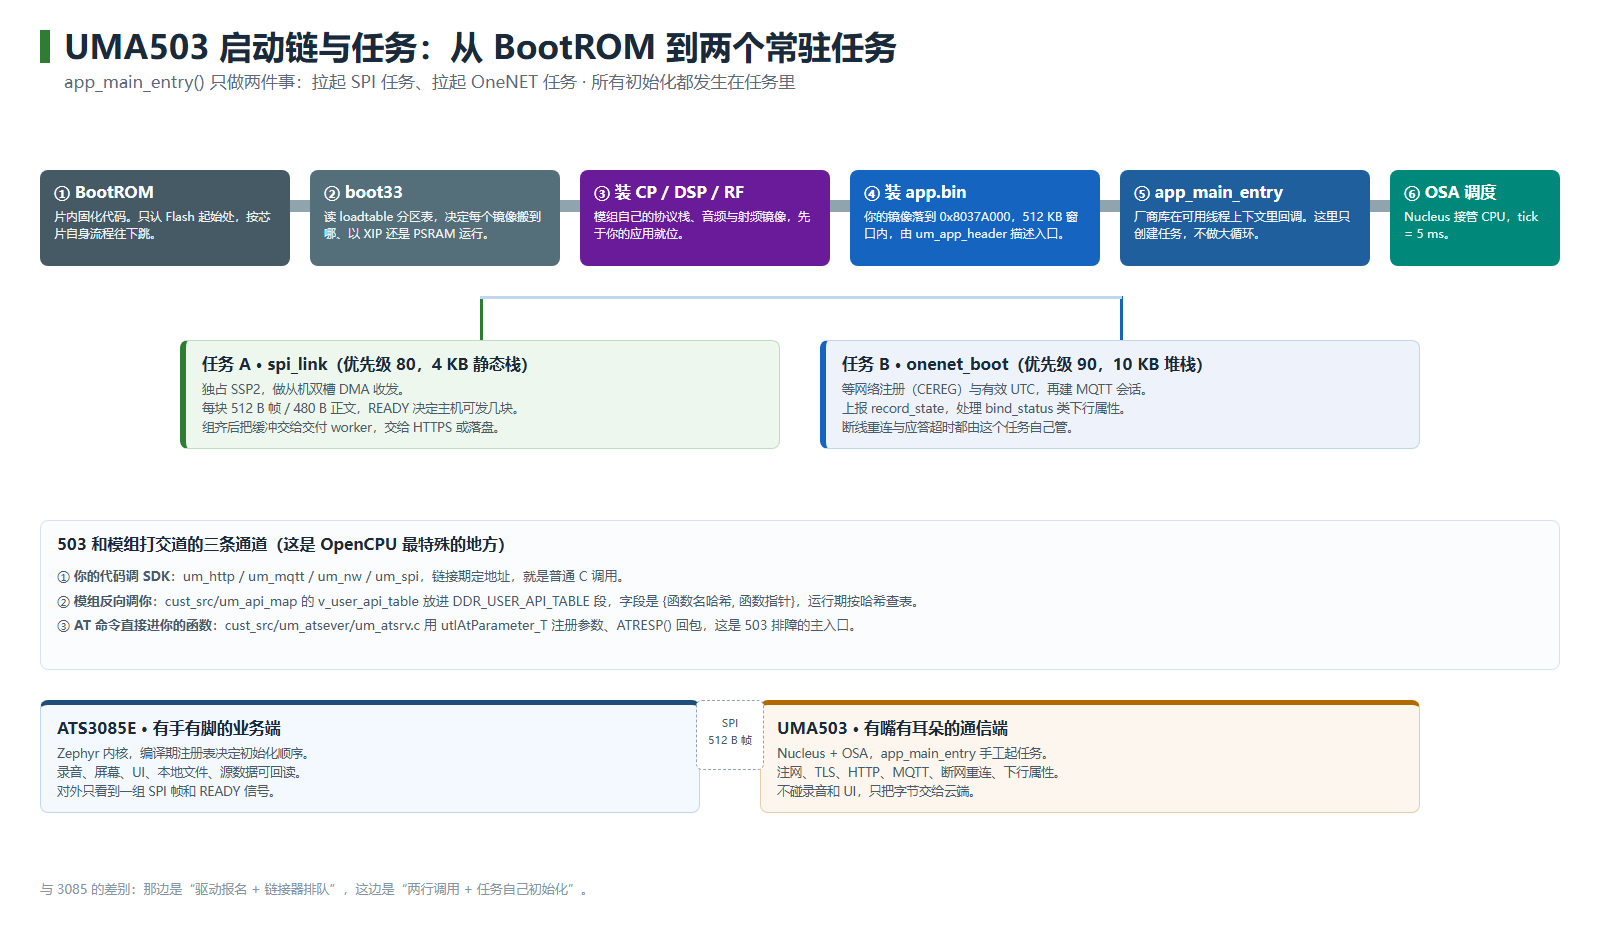 UMA503 启动链与任务：从 BootROM 到两个常驻任务
app_main_entry() 只做两件事：拉起 SPI 任务、拉起 OneNET 任务 · 所有初始化都发生在任务里
① BootROM
片内固化代码。只认 Flash 起始处，按芯
片自身流程往下跳。
② boot33
读 loadtable 分区表，决定每个镜像搬到
哪、以 XIP 还是 PSRAM 运行。
③ 装 CP / DSP / RF
模组自己的协议栈、音频与射频镜像，先
于你的应用就位。
④ 装 app.bin
你的镜像落到 0x8037A000，512 KB 窗
口内，由 um_app_header 描述入口。
⑤ app_main_entry
厂商库在可用线程上下文里回调。这里只
创建任务，不做大循环。
⑥ OSA 调度
Nucleus 接管 CPU，tick
= 5 ms。
任务 A • spi_link（优先级 80，4 KB 静态栈）
独占 SSP2，做从机双槽 DMA 收发。
每块 512 B 帧 / 480 B 正文，READY 决定主机可发几块。
组齐后把缓冲交给交付 worker，交给 HTTPS 或落盘。
任务 B • onenet_boot（优先级 90，10 KB 堆栈）
等网络注册（CEREG）与有效 UTC，再建 MQTT 会话。
上报 record_state，处理 bind_status 类下行属性。
断线重连与应答超时都由这个任务自己管。
503 和模组打交道的三条通道（这是 OpenCPU 最特殊的地方）
① 你的代码调 SDK：um_http / um_mqtt / um_nw / um_spi，链接期定地址，就是普通 C 调用。
② 模组反向调你：cust_src/um_api_map 的 v_user_api_table 放进 DDR_USER_API_TABLE 段，字段是 {函数名哈希, 函数指针}，运行期按哈希查表。
③ AT 命令直接进你的函数：cust_src/um_atsever/um_atsrv.c 用 utlAtParameter_T 注册参数、ATRESP() 回包，这是 503 排障的主入口。
ATS3085E • 有手有脚的业务端
Zephyr 内核，编译期注册表决定初始化顺序。
录音、屏幕、UI、本地文件、源数据可回读。
对外只看到一组 SPI 帧和 READY 信号。
SPI
512 B 帧
UMA503 • 有嘴有耳朵的通信端
Nucleus + OSA，app_main_entry 手工起任务。
注网、TLS、HTTP、MQTT、断网重连、下行属性。
不碰录音和 UI，只把字节交给云端。
与 3085 的差别：那边是“驱动报名 + 链接器排队”，这边是“两行调用 + 任务自己初始化”。